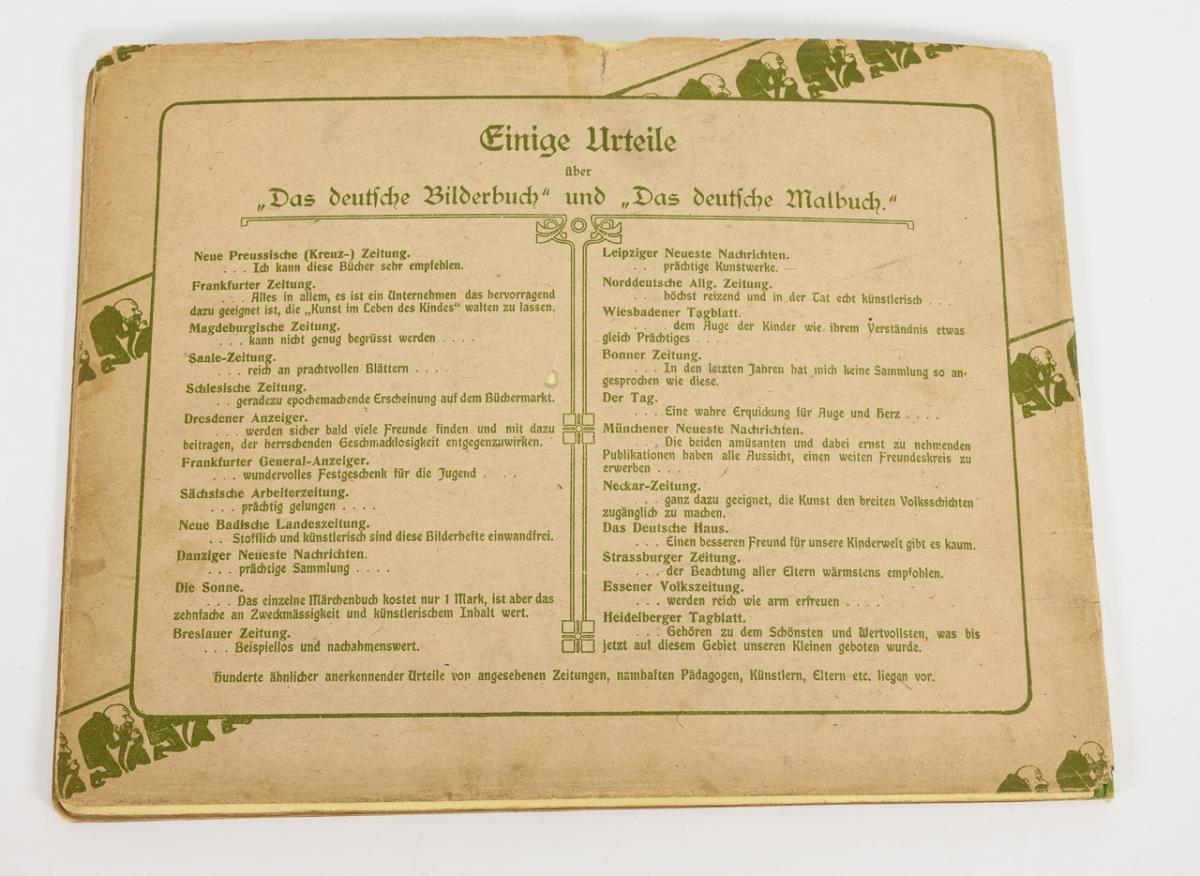 Einige Urteile
über
„Das deutsche Bilderbuch“ und „Das deutsche Malbuch.“
Neue Preussische (Kreuz-) Zeitung.
. . . Ich kann diese Bücher sehr empfehlen.
Frankfurter Zeitung.
. . . Alles in allem, es ist ein Unternehmen das hervorragend
dazu geeignet ist, die „Kunst im Leben des Kindes“ walten zu lassen.
Magdeburgische Zeitung.
. . . kann nicht genug begrüsst werden . . . .
Saale-Zeitung.
. . . reich an prachtvollen Blättern . . . .
Schlesische Zeitung.
. . geradezu epochemachende Erscheinung auf dem Büchermarkt.
Dresdener Anzeiger.
. . . werden sicher bald viele Freunde finden und mit dazu
beitragen, der herrschenden Geschmacklosigkeit entgegenzuwirken.
Frankfurter General-Anzeiger.
. . . wundervolles Festgeschenk für die Jugend . . .
Sächsische Arbeiterzeitung.
. . . prächtig gelungen . . . .
Neue Badische Landeszeitung.
. . Stofflich und künstlerisch sind diese Bilderhefte einwandfrei.
Danziger Neueste Nachrichten.
. . . prächtige Sammlung . . . .
Die Sonne.
. . . Das einzelne Märchenbuch kostet nur 1 Mark, ist aber das
zehnfache an Zweckmässigkeit und künstlerischem Inhalt wert.
Breslauer Zeitung.
. . . Beispiellos und nachahmenswert.
Leipziger Neueste Nachrichten.
. . . prächtige Kunstwerke. —
Norddeutsche Allg. Zeitung.
. . . höchst reizend und in der Tat echt künstlerisch . . .
Wiesbadener Tagblatt.
. . . . dem Auge der Kinder wie ihrem Verständnis etwas
gleich Prächtiges . . . .
Bonner Zeitung.
. . . In den letzten Jahren hat mich keine Sammlung so an-
gesprochen wie diese.
Der Tag.
. . . Eine wahre Erquickung für Auge und Herz . . . .
Münchener Neueste Nachrichten.
. . . Die beiden amüsanten und dabei ernst zu nehmenden
Publikationen haben alle Aussicht, einen weiten Freundeskreis zu
erwerben . . . .
Neckar-Zeitung.
. . . ganz dazu geeignet, die Kunst den breiten Volksschichten
zugänglich zu machen.
Das Deutsche Haus.
. . . Einen besseren Freund für unsere Kinderwelt gibt es kaum.
Strassburger Zeitung.
. . . der Beachtung aller Eltern wärmstens empfohlen.
Essener Volkszeitung.
. . . werden reich wie arm erfreuen . . . .
Heidelberger Tagblatt.
. . . Gehören zu dem Schönsten und Wertvollsten, was bis
jetzt auf diesem Gebiet unseren Kleinen geboten wurde.
Hunderte ähnlicher anerkennender Urteile von angesehenen Zeitungen, namhaften Pädagogen, Künstlern, Eltern etc. liegen vor.